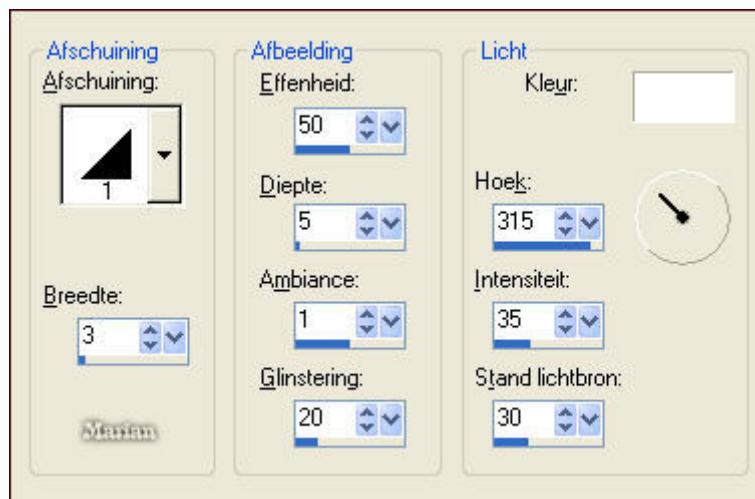 Afschuining
Afschuining:
1
Breedte:
3
Marian
Afbeelding
Effenheid:
50
Diepte:
5
Ambiance:
1
Glinstering:
20
Licht
Kleur:
Hoek:
315
Intensiteit:
35
Stand lichtbron:
30